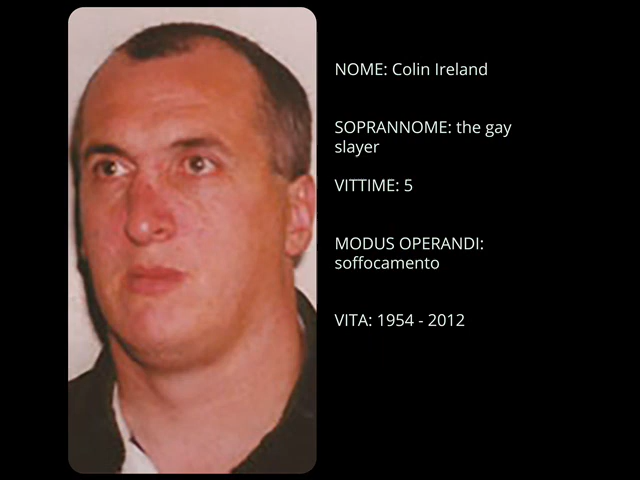 NOME: Colin Ireland
SOPRANNOME: the gay
slayer
VITTIME: 5
MODUS OPERANDI:
soffocamento
VITA: 1954 - 2012